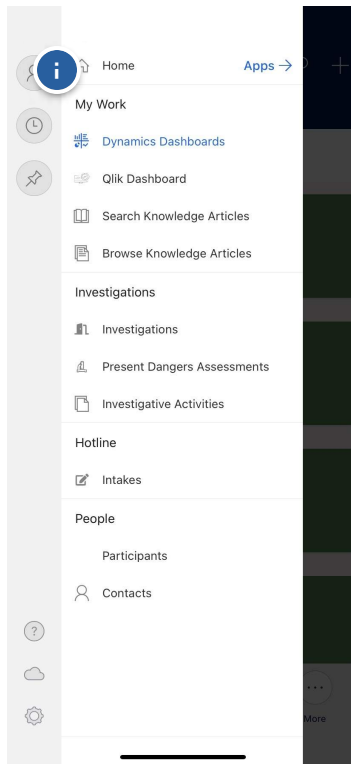 i
Home Apps →
My Work
Dynamics Dashboards
Qlik Dashboard
Search Knowledge Articles
Browse Knowledge Articles
Investigations
Investigations
Present Dangers Assessments
Investigative Activities
Hotline
Intakes
People
Participants
Contacts
?
More